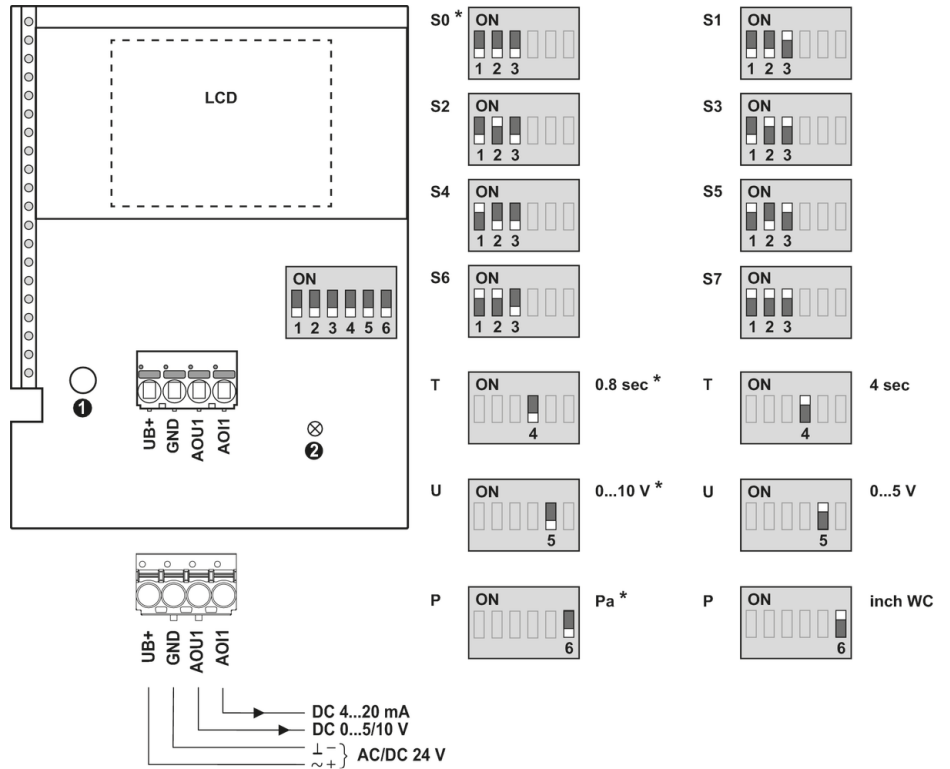 LCD
ON
1 2 3 4 5 6
❶
UB+
GND
AOU1
AOI1
❷
UB+
GND
AOU1
AOI1
DC 4...20 mA
DC 0...5/10 V
⊥ −
~ +
} AC/DC 24 V
S0 *
ON
1 2 3
S1
ON
1 2 3
S2
ON
1 2 3
S3
ON
1 2 3
S4
ON
1 2 3
S5
ON
1 2 3
S6
ON
1 2 3
S7
ON
1 2 3
T
ON
4
0.8 sec *
T
ON
4
4 sec
U
ON
5
0...10 V *
U
ON
5
0...5 V
P
ON
6
Pa *
P
ON
6
inch WC